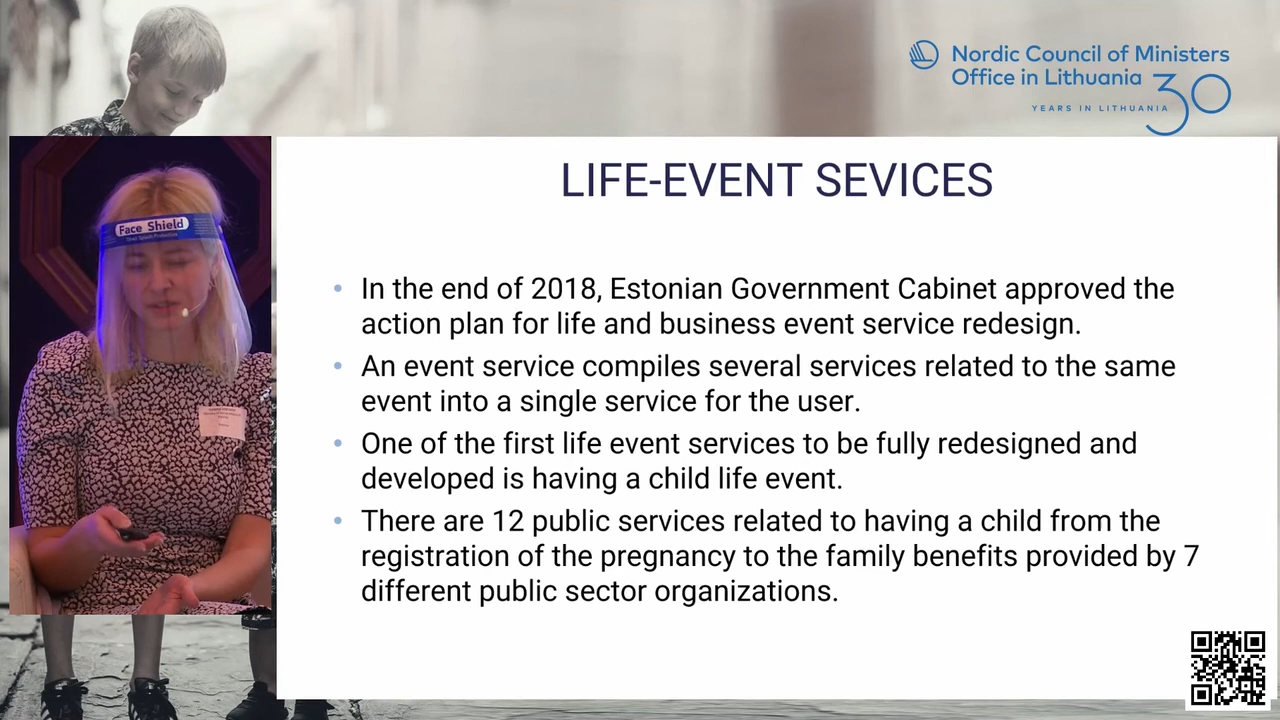 Nordic Council of Ministers
Office in Lithuania
YEARS IN LITHUANIA
30
Face Shield
LIFE-EVENT SEVICES
• In the end of 2018, Estonian Government Cabinet approved the
action plan for life and business event service redesign.
• An event service compiles several services related to the same
event into a single service for the user.
• One of the first life event services to be fully redesigned and
developed is having a child life event.
• There are 12 public services related to having a child from the
registration of the pregnancy to the family benefits provided by 7
different public sector organizations.